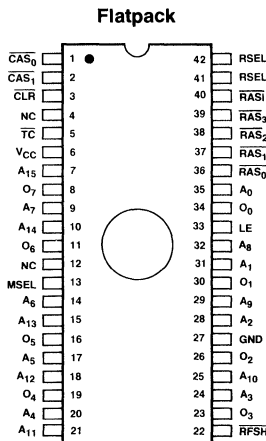 Flatpack
CAS0 1 42 RSEL
CAS1 2 41 RSEL
CLR 3 40 RASI
NC 4 39 RAS3
TC 5 38 RAS2
VCC 6 37 RAS1
A15 7 36 RAS0
O7 8 35 A0
A7 9 34 O0
A14 10 33 LE
O6 11 32 A8
NC 12 31 A1
MSEL 13 30 O1
A6 14 29 A9
A13 15 28 A2
O5 16 27 GND
A5 17 26 O2
A12 18 25 A10
O4 19 24 A3
A4 20 23 O3
A11 21 22 RFSH